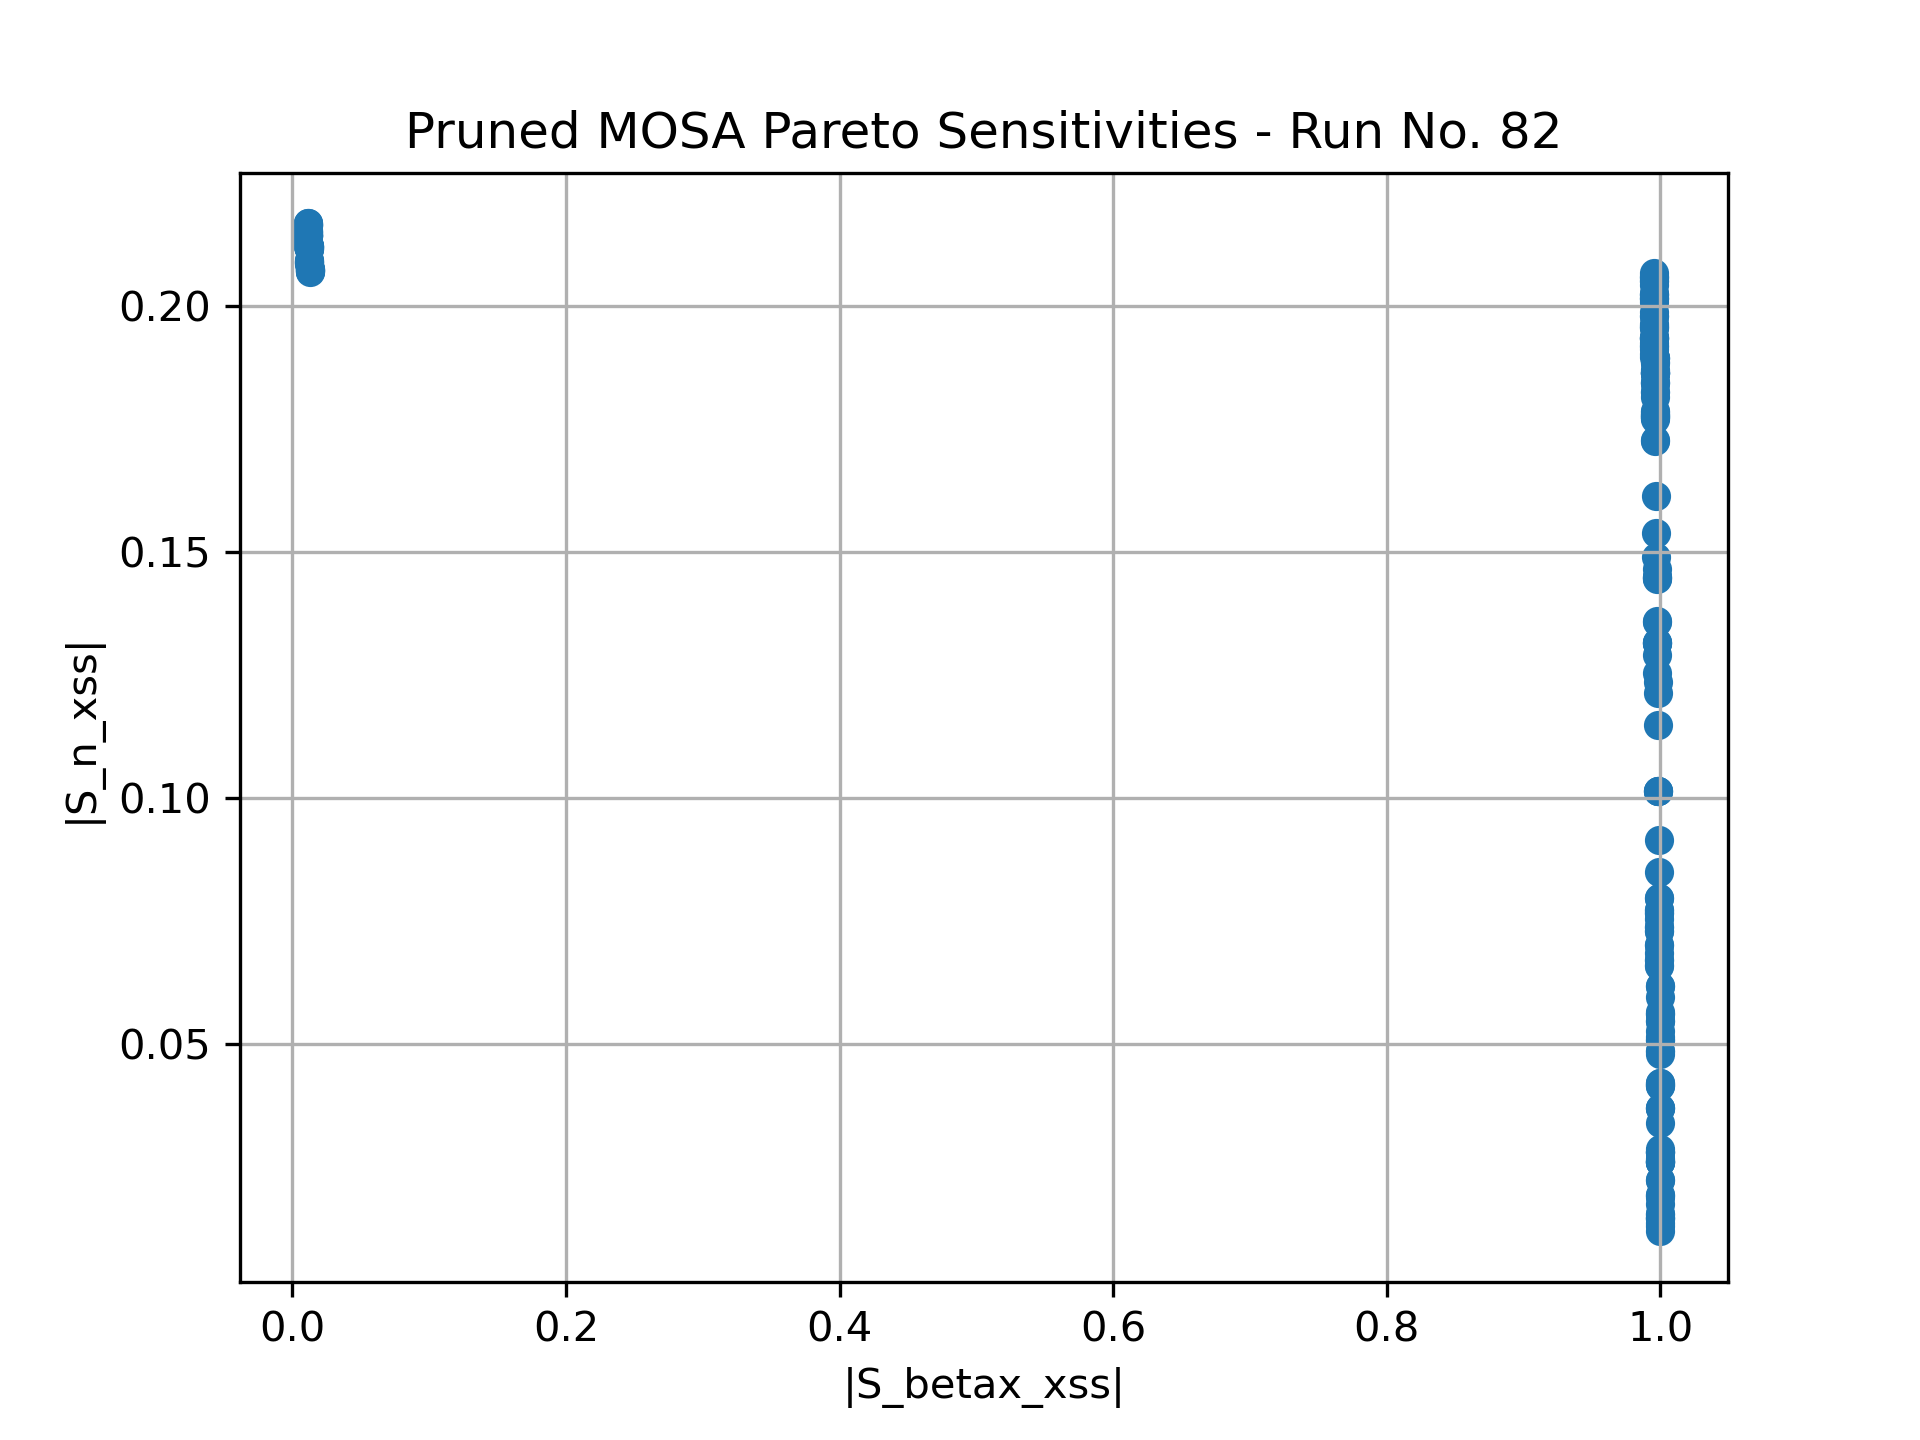 Pruned MOSA Pareto Sensitivities - Run No. 82
|S_n_xss|
0.20
0.15
0.10
0.05
0.0 0.2 0.4 0.6 0.8 1.0
|S_betax_xss|